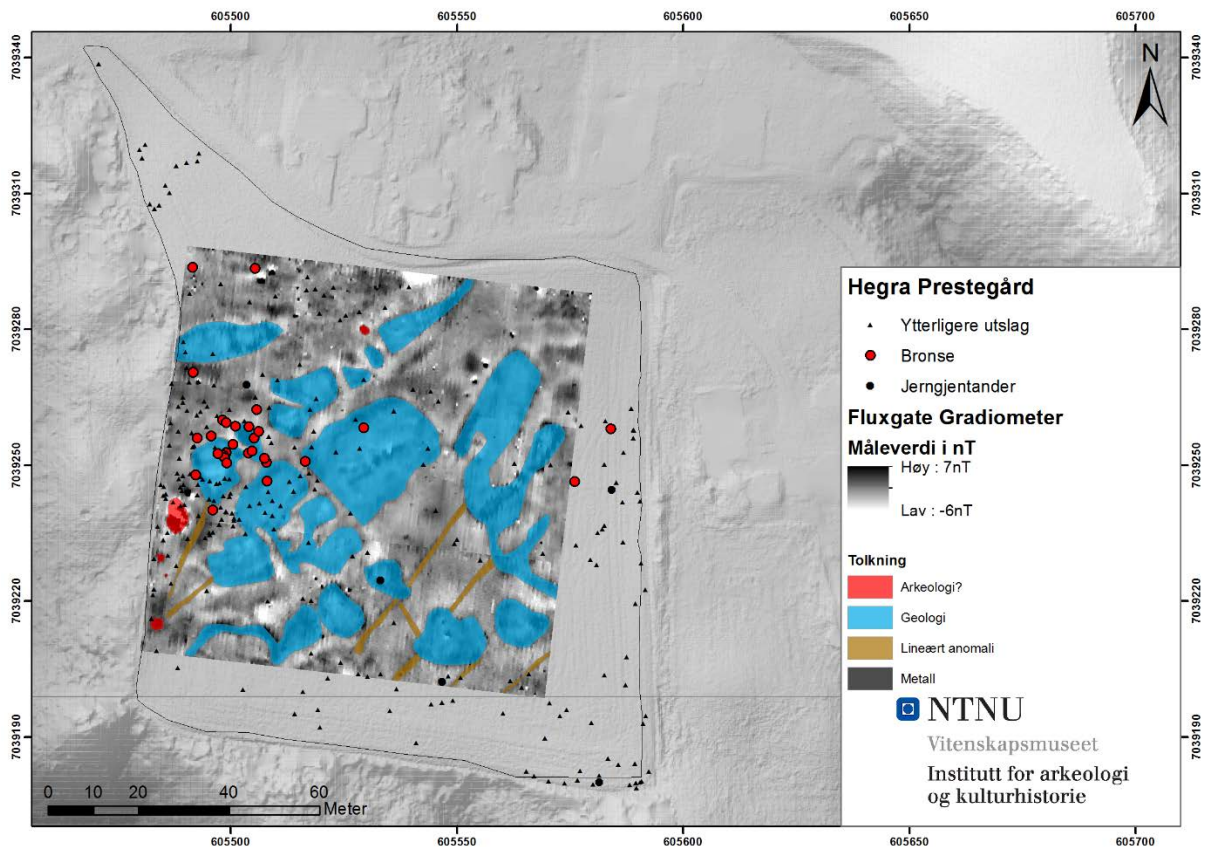 605500 605550 605600 605650 705700
7039340 7039340
N
7039310 7039310
7039280 7039280
7039250 7039250
7039220 7039220
7039190 7039190
Hegra Prestegård
Ytterligere utslag
Bronse
Jerngjentander
Fluxgate Gradiometer
Måleverdi i nT
Høy : 7nT
Lav : -6nT
Tolkning
Arkeologi?
Geologi
Lineært anomali
Metall
NTNU
Vitenskapsmuseet
Institutt for arkeologi
og kulturhistorie
0 10 20 40 60
Meter
605500 605550 605600 605650 605700